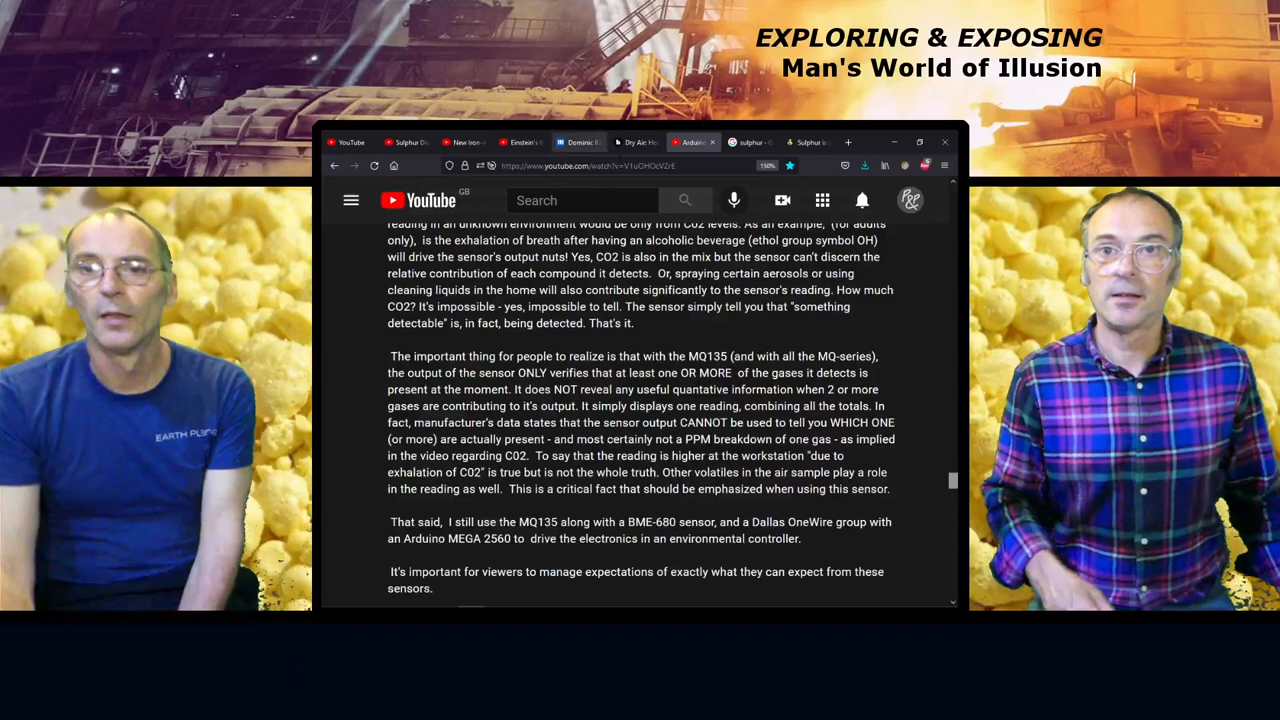 EXPLORING & EXPOSING
Man's World of Illusion
YouTube
Sulphur Di
New Iron-A
Einstein's E
Dominic R
Dry Air: Ho
Arduino
sulphur - G
Sulphur is
150%
YouTube GB
Search
P&P
reading in an unknown environment would be only from CO2 levels. As an example, (for adults
only), is the exhalation of breath after having an alcoholic beverage (ethol group symbol OH)
will drive the sensor's output nuts! Yes, CO2 is also in the mix but the sensor can't discern the
relative contribution of each compound it detects. Or, spraying certain aerosols or using
cleaning liquids in the home will also contribute significantly to the sensor's reading. How much
CO2? It's impossible - yes, impossible to tell. The sensor simply tell you that "something
detectable" is, in fact, being detected. That's it.
The important thing for people to realize is that with the MQ135 (and with all the MQ-series),
the output of the sensor ONLY verifies that at least one OR MORE of the gases it detects is
present at the moment. It does NOT reveal any useful quantative information when 2 or more
gases are contributing to it's output. It simply displays one reading, combining all the totals. In
fact, manufacturer's data states that the sensor output CANNOT be used to tell you WHICH ONE
(or more) are actually present - and most certainly not a PPM breakdown of one gas - as implied
in the video regarding C02. To say that the reading is higher at the workstation "due to
exhalation of C02" is true but is not the whole truth. Other volatiles in the air sample play a role
in the reading as well. This is a critical fact that should be emphasized when using this sensor.
That said, I still use the MQ135 along with a BME-680 sensor, and a Dallas OneWire group with
an Arduino MEGA 2560 to drive the electronics in an environmental controller.
It's important for viewers to manage expectations of exactly what they can expect from these
sensors.